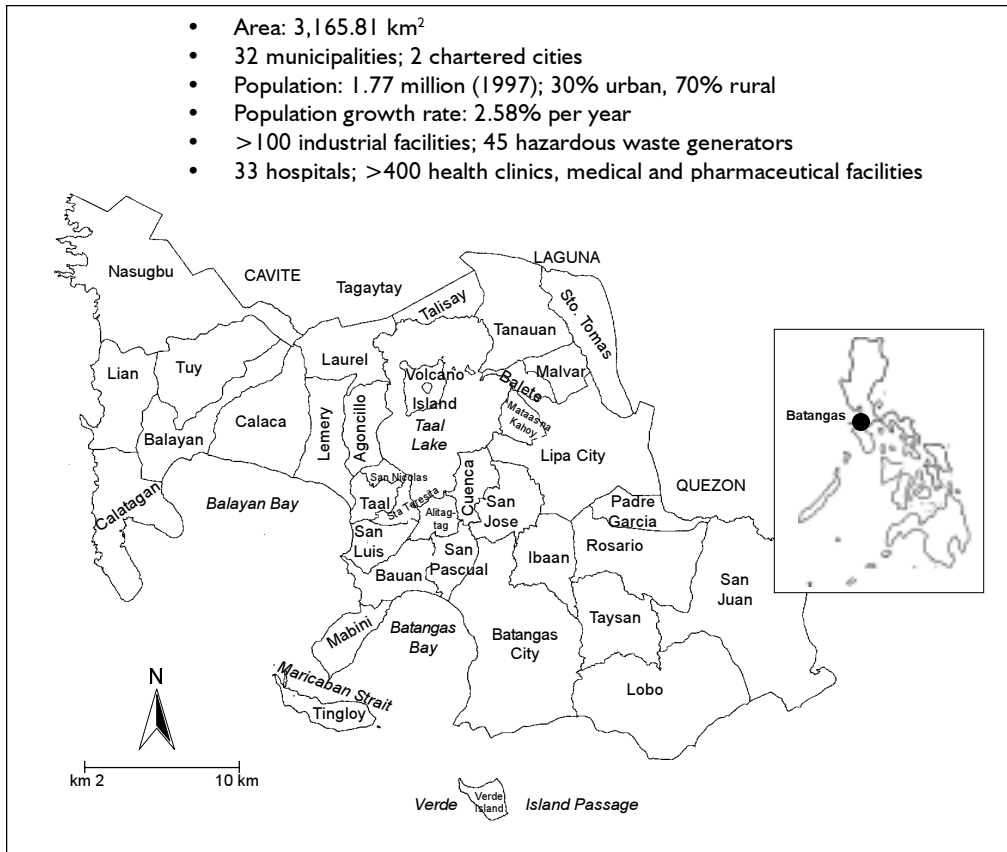 • Area: 3,165.81 km²
• 32 municipalities; 2 chartered cities
• Population: 1.77 million (1997); 30% urban, 70% rural
• Population growth rate: 2.58% per year
• >100 industrial facilities; 45 hazardous waste generators
• 33 hospitals; >400 health clinics, medical and pharmaceutical facilities
Nasugbu
CAVITE
Tagaytay
LAGUNA
Talisay
Sto. Tomas
Tanauan
Lian
Tuy
Laurel
Volcano
Island
Balete
Malvar
Mataas na
Kahoy
Taal
Lake
Balayan
Calaca
Lemery
Agoncillo
Lipa City
Calatagan
Balayan Bay
San Nicolas
Taal
Sta Teresita
Alitag-
tag
Cuenca
San
Jose
QUEZON
Padre
Garcia
San
Luis
San
Pascual
Ibaan
Rosario
Bauan
San
Juan
Mabini
Batangas
Bay
Batangas
City
Taysan
Lobo
Maricaban Strait
Tingloy
Verde
Verde
Island
Island Passage
N
km 2
10 km
Batangas